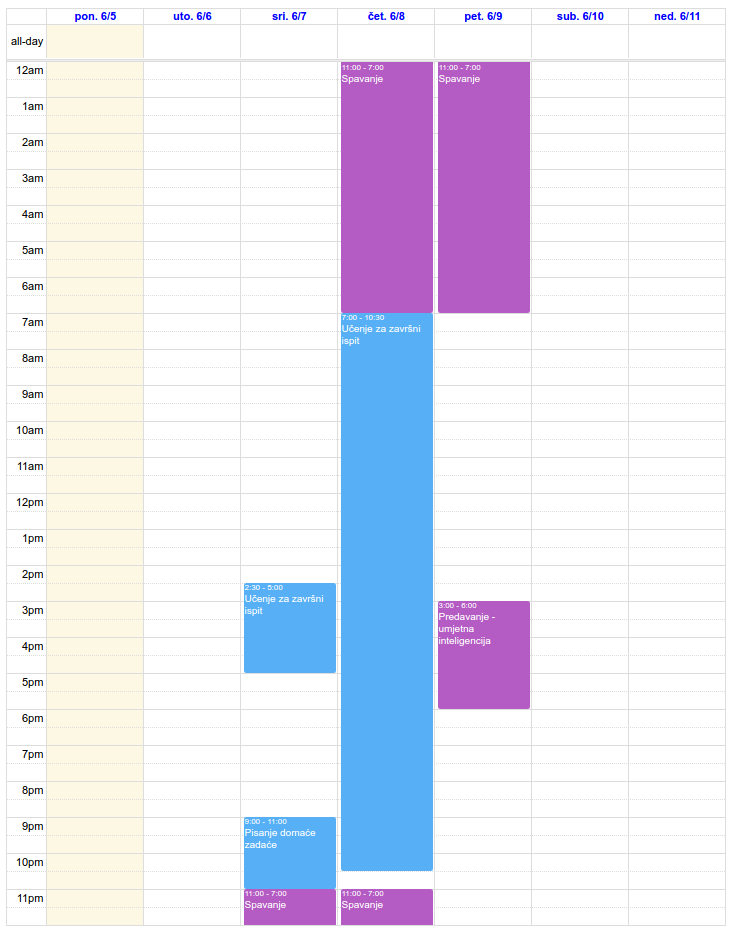 pon. 6/5 uto. 6/6 sri. 6/7 čet. 6/8 pet. 6/9 sub. 6/10 ned. 6/11
all-day
12am
11:00 - 7:00
Spavanje
11:00 - 7:00
Spavanje
1am
2am
3am
4am
5am
6am
7am
7:00 - 10:30
Učenje za završni
ispit
8am
9am
10am
11am
12pm
1pm
2pm
2:30 - 5:00
Učenje za završni
ispit
3pm
3:00 - 6:00
Predavanje -
umjetna
inteligencija
4pm
5pm
6pm
7pm
8pm
9pm
9:00 - 11:00
Pisanje domaće
zadaće
10pm
11pm
11:00 - 7:00
Spavanje
11:00 - 7:00
Spavanje